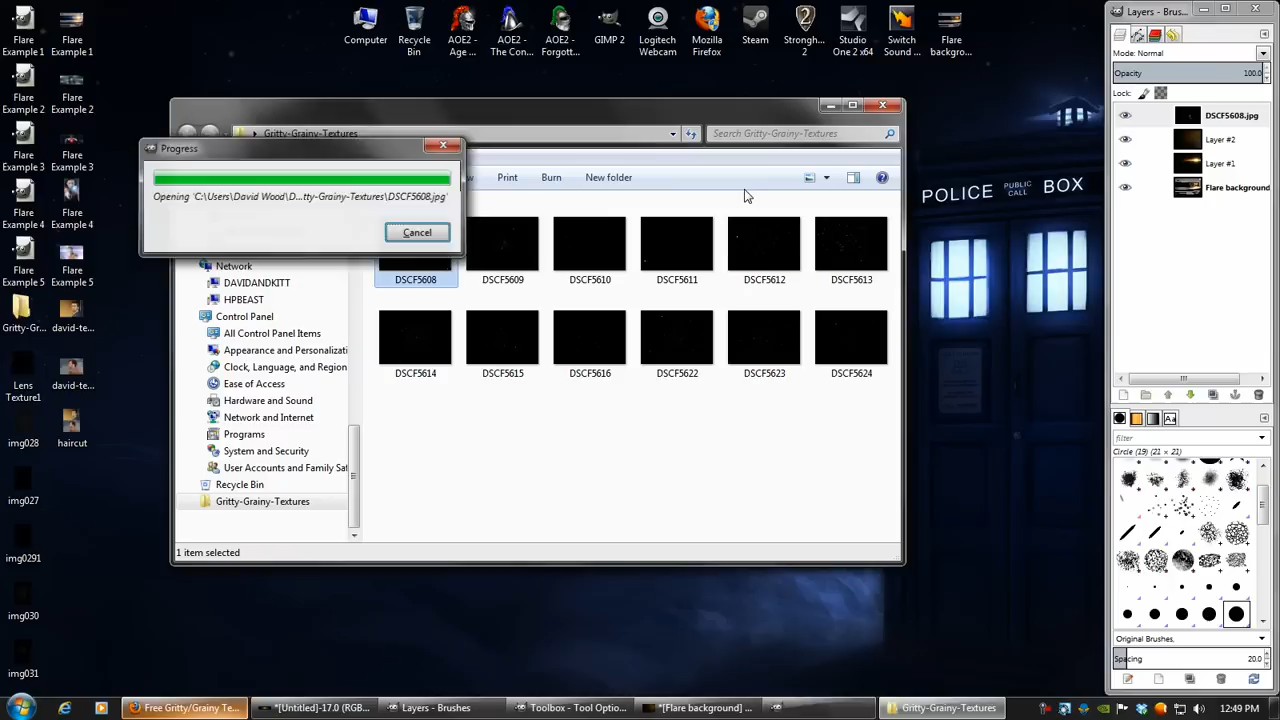 Flare
Example 1
Flare
Example 1
Flare
Example 2
Flare
Example 2
Flare
Example 3
Flare
Example 3
Flare
Example 4
Flare
Example 4
Flare
Example 5
Flare
Example 5
Gritty-Gr...
david-te...
Lens
Texture1
david-te...
img028
haircut
img027
img0291
img030
img031
Computer
Recycle
Bin
AOE2 -
Age ...
AOE2 -
The Con...
AOE2 -
Forgott...
GIMP 2
Logitech
Webcam
Mozilla
Firefox
Steam
Strongh...
2
Studio
One 2 x64
Switch
Sound ...
Flare
backgro...
Gritty-Grainy-Textures
Search Gritty-Grainy-Textures
Progress
Opening 'C:\Users\David Wood\D...tty-Grainy-Textures\DSCF5608.jpg'
Cancel
Print
Burn
New folder
Network
DAVIDANDKITT
HPBEAST
Control Panel
All Control Panel Items
Appearance and Personalizati
Clock, Language, and Region
Ease of Access
Hardware and Sound
Network and Internet
Programs
System and Security
User Accounts and Family Saf
Recycle Bin
Gritty-Grainy-Textures
DSCF5608
DSCF5609
DSCF5610
DSCF5611
DSCF5612
DSCF5613
DSCF5614
DSCF5615
DSCF5616
DSCF5622
DSCF5623
DSCF5624
1 item selected
POLICE PUBLIC CALL BOX
Layers - Brus...
Mode: Normal
Opacity 100.0
Lock:
DSCF5608.jpg
Layer #2
Layer #1
Flare background
filter
Circle (19) (21 × 21)
Original Brushes,
Spacing 20.0
Free Gritty/Grainy Te...
*[Untitled]-17.0 (RGB...
Layers - Brushes
Toolbox - Tool Optio...
*[Flare background] ...
Gritty-Grainy-Textures
12:49 PM